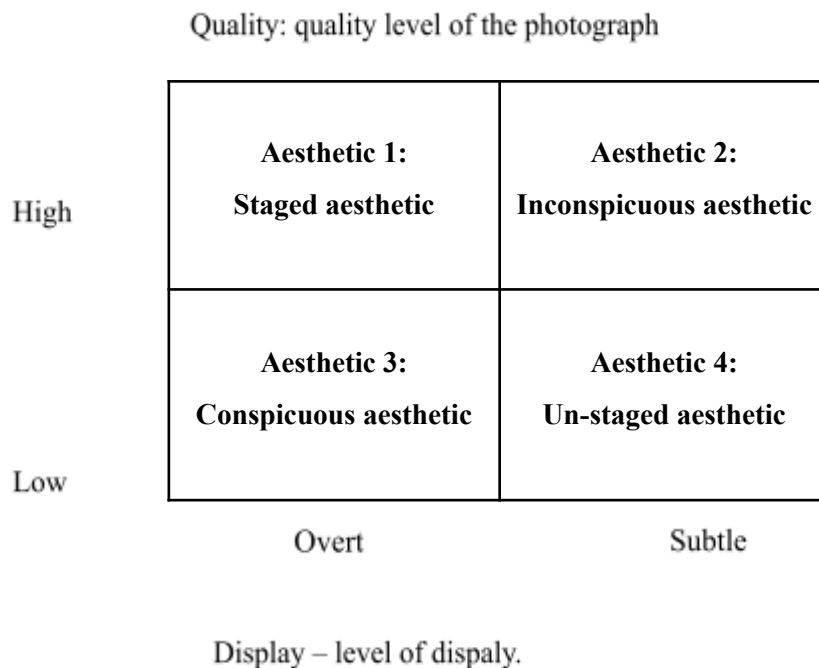 Quality: quality level of the photograph
Aesthetic 1:
Staged aesthetic
Aesthetic 2:
Inconspicuous aesthetic
High
Aesthetic 3:
Conspicuous aesthetic
Aesthetic 4:
Un-staged aesthetic
Low
Overt
Subtle
Display – level of dispaly.